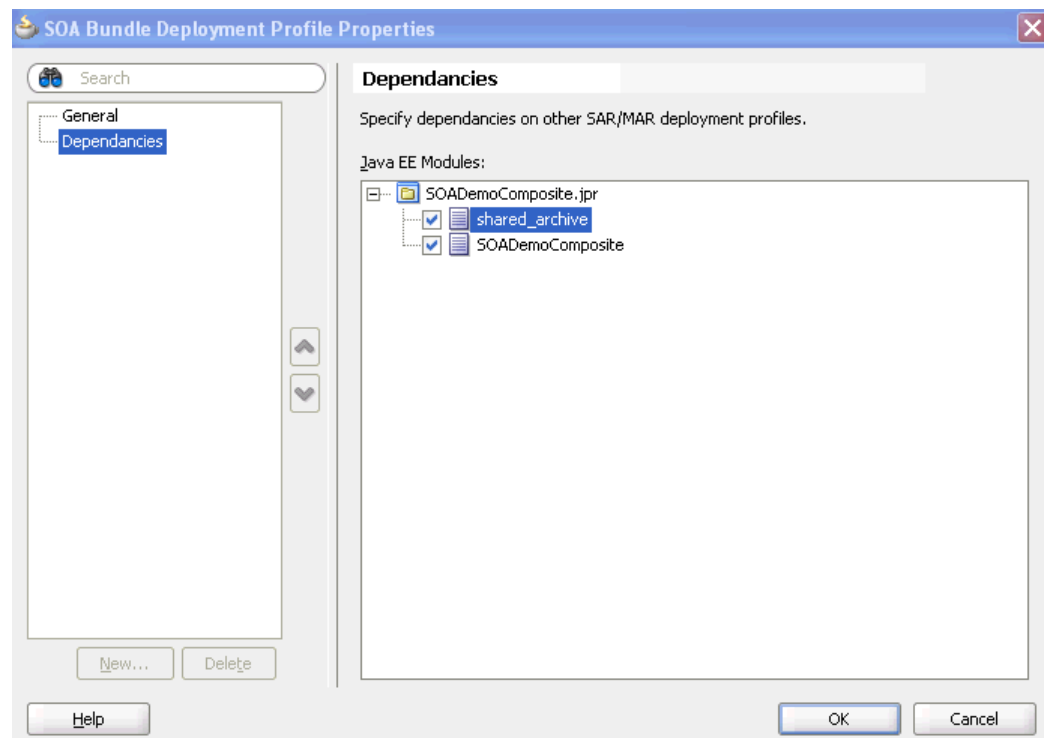 SOA Bundle Deployment Profile Properties
Search
General
Dependancies
New...
Delete
Dependancies
Specify dependancies on other SAR/MAR deployment profiles.
Java EE Modules:
SOADemoComposite.jpr
shared_archive
SOADemoComposite
Help
OK
Cancel